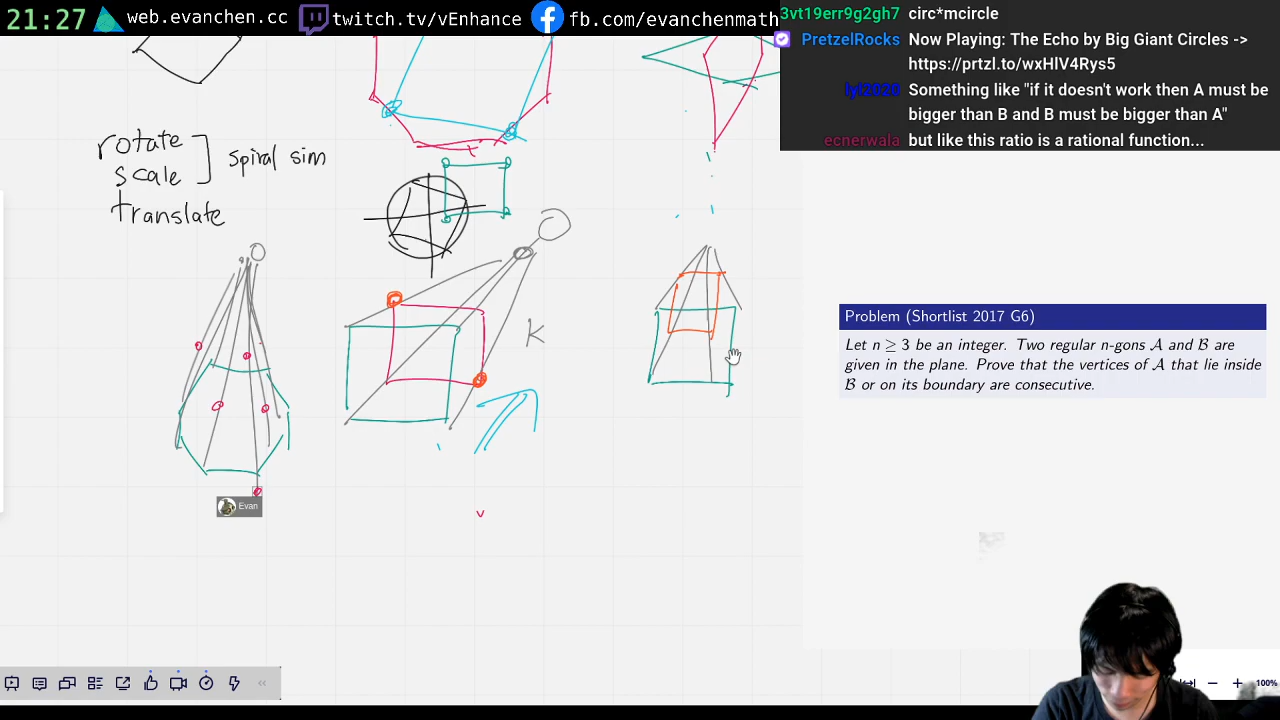 21:27 web.evanchen.cc twitch.tv/vEnhance fb.com/evanchenmath
3vt19err9g2gh7 circ*mcircle
PretzelRocks Now Playing: The Echo by Big Giant Circles ->
https://prtzl.to/wxHlV4Rys5
lyl2020 Something like "if it doesn't work then A must be
bigger than B and B must be bigger than A"
ecnerwala but like this ratio is a rational function...
rotate
scale
spiral sim
translate
K
Problem (Shortlist 2017 G6)
Let n ≥ 3 be an integer. Two regular n-gons 𝒜 and ℬ are
given in the plane. Prove that the vertices of 𝒜 that lie inside
ℬ or on its boundary are consecutive.
Evan
100%